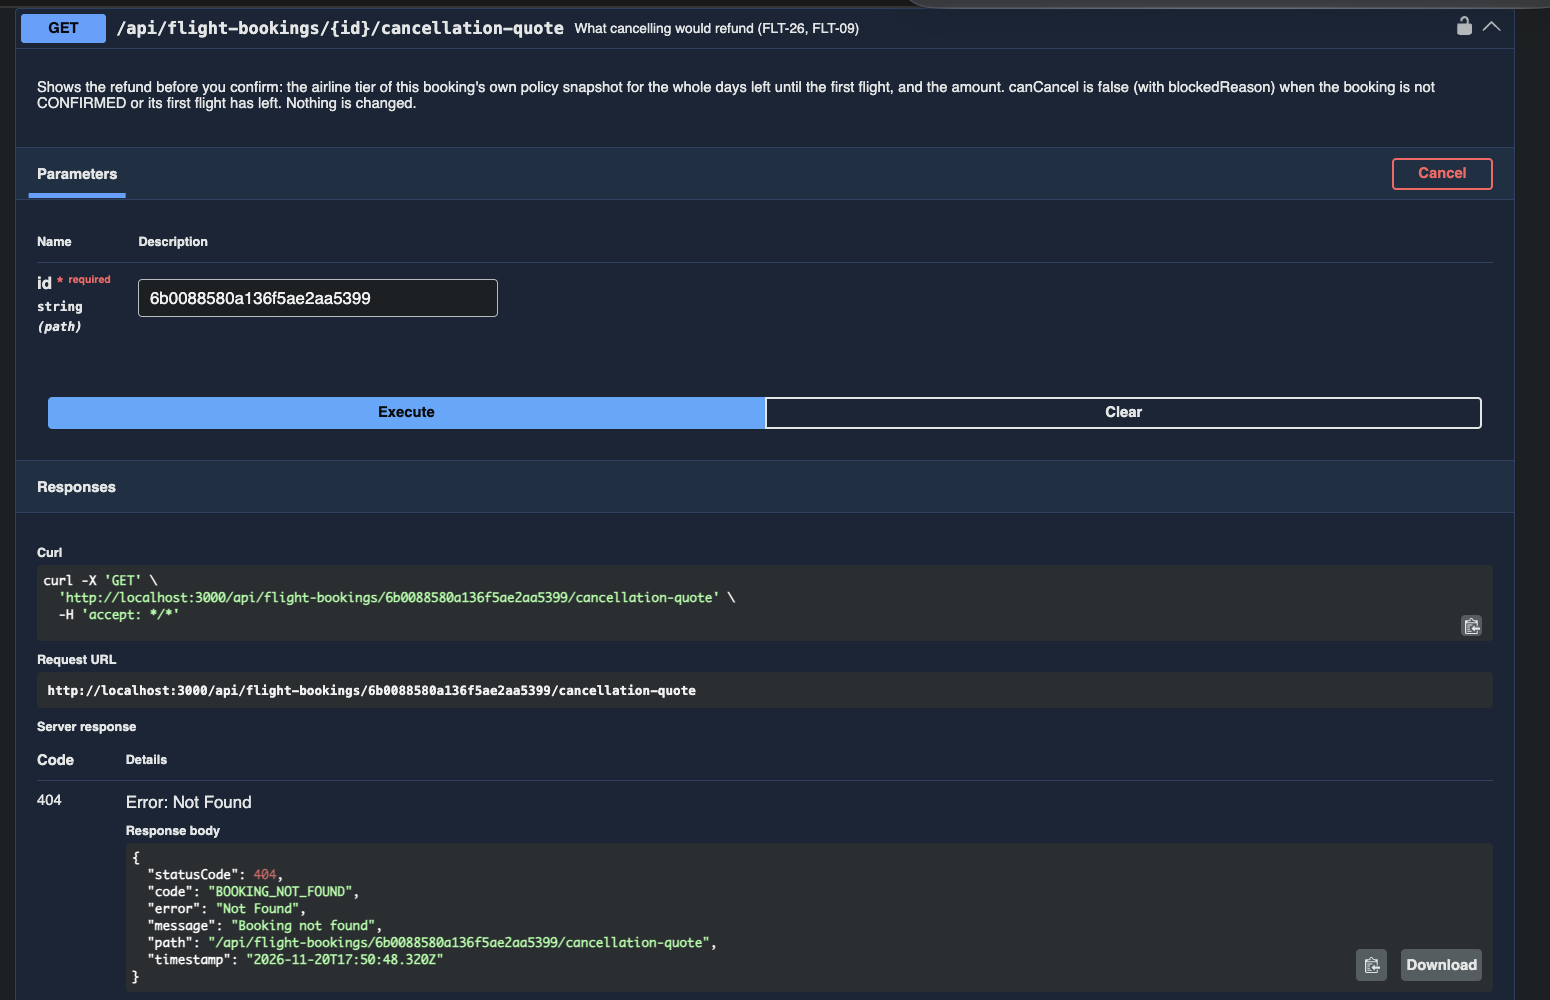 GET /api/flight-bookings/{id}/cancellation-quote What cancelling would refund (FLT-26, FLT-09)
Shows the refund before you confirm: the airline tier of this booking's own policy snapshot for the whole days left until the first flight, and the amount. canCancel is false (with blockedReason) when the booking is not
CONFIRMED or its first flight has left. Nothing is changed.
Parameters
Cancel
Name Description
id * required
string
(path)
6b0088580a136f5ae2aa5399
Execute
Clear
Responses
Curl
curl -X 'GET' \
'http://localhost:3000/api/flight-bookings/6b0088580a136f5ae2aa5399/cancellation-quote' \
-H 'accept: */*'
Request URL
http://localhost:3000/api/flight-bookings/6b0088580a136f5ae2aa5399/cancellation-quote
Server response
Code Details
404 Error: Not Found
Response body
{
"statusCode": 404,
"code": "BOOKING_NOT_FOUND",
"error": "Not Found",
"message": "Booking not found",
"path": "/api/flight-bookings/6b0088580a136f5ae2aa5399/cancellation-quote",
"timestamp": "2026-11-20T17:50:48.320Z"
}
Download